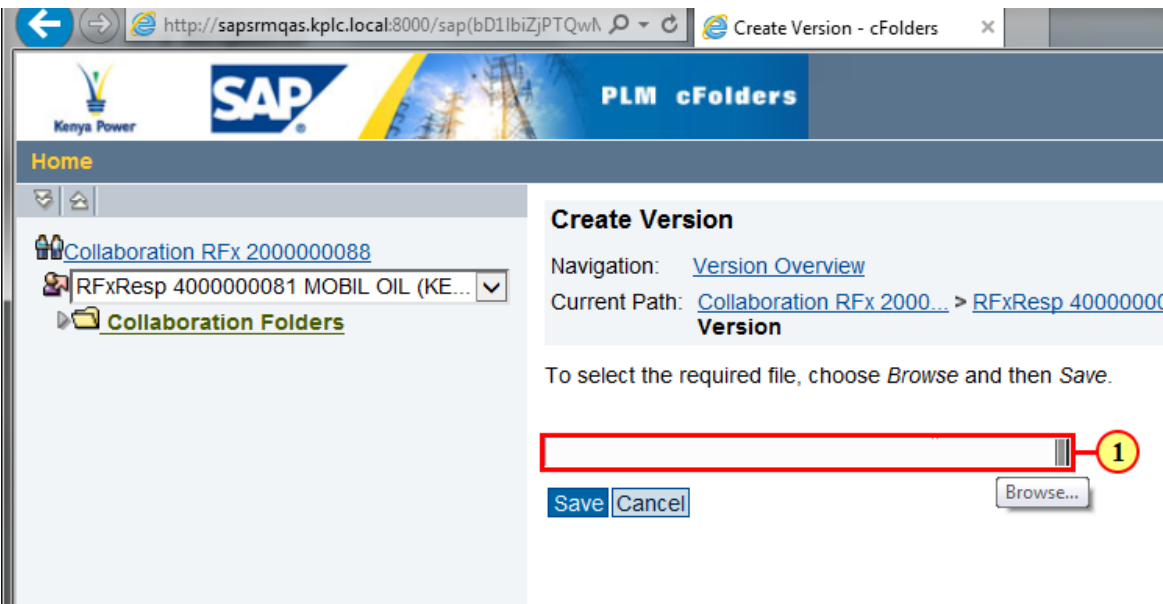 http://sapsrmqas.kplc.local:8000/sap(bD1lbiZjPTQwN
Create Version - cFolders
Kenya Power
SAP
PLM cFolders
Home
Collaboration RFx 2000000088
RFxResp 4000000081 MOBIL OIL (KE...
Collaboration Folders
Create Version
Navigation: Version Overview
Current Path: Collaboration RFx 2000... > RFxResp 40000000
Version
To select the required file, choose Browse and then Save.
1
Browse...
Save Cancel